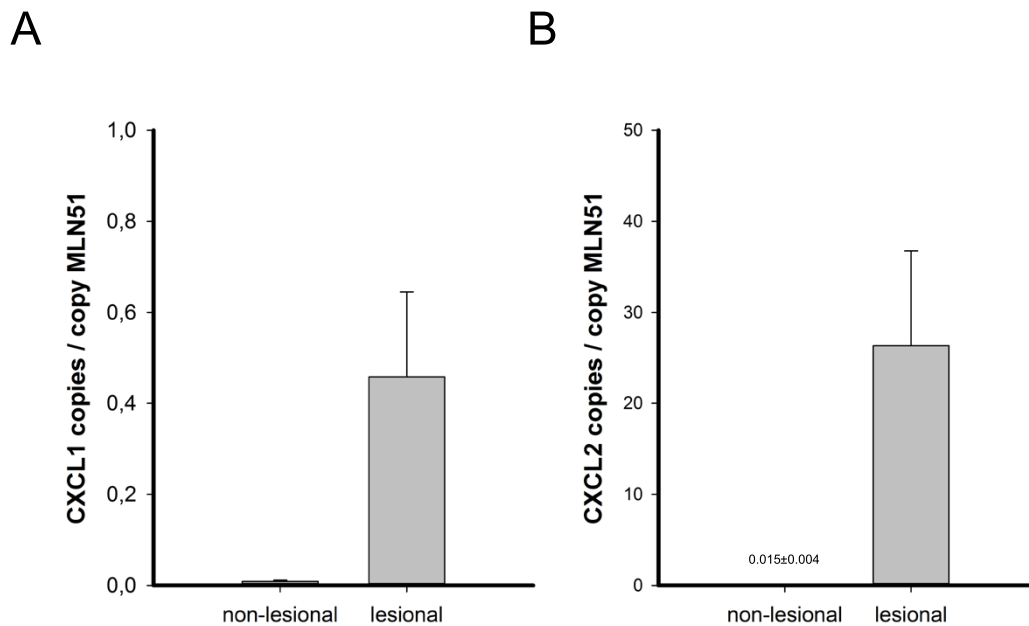 A
CXCL1 copies / copy MLN51
1,0
0,8
0,6
0,4
0,2
0,0
non-lesional
lesional
B
CXCL2 copies / copy MLN51
50
40
30
20
10
0
0.015±0.004
non-lesional
lesional